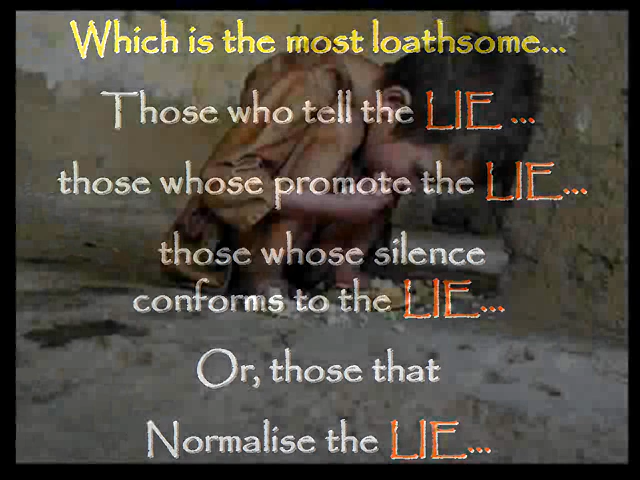 Which is the most loathsome...
Those who tell the LIE ...
those whose promote the LIE...
those whose silence
conforms to the LIE...
Or, those that
Normalise the LIE...